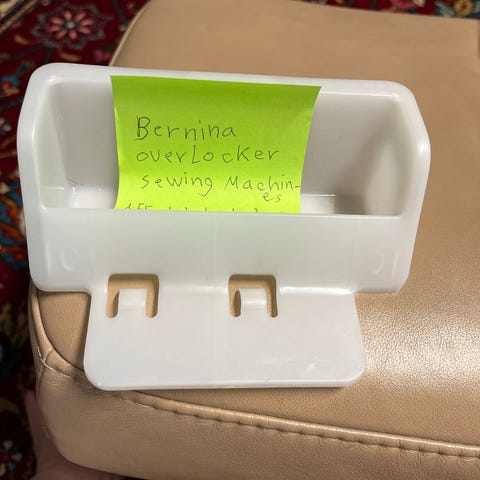 Bernina
overLocker
sewing Machin-
es